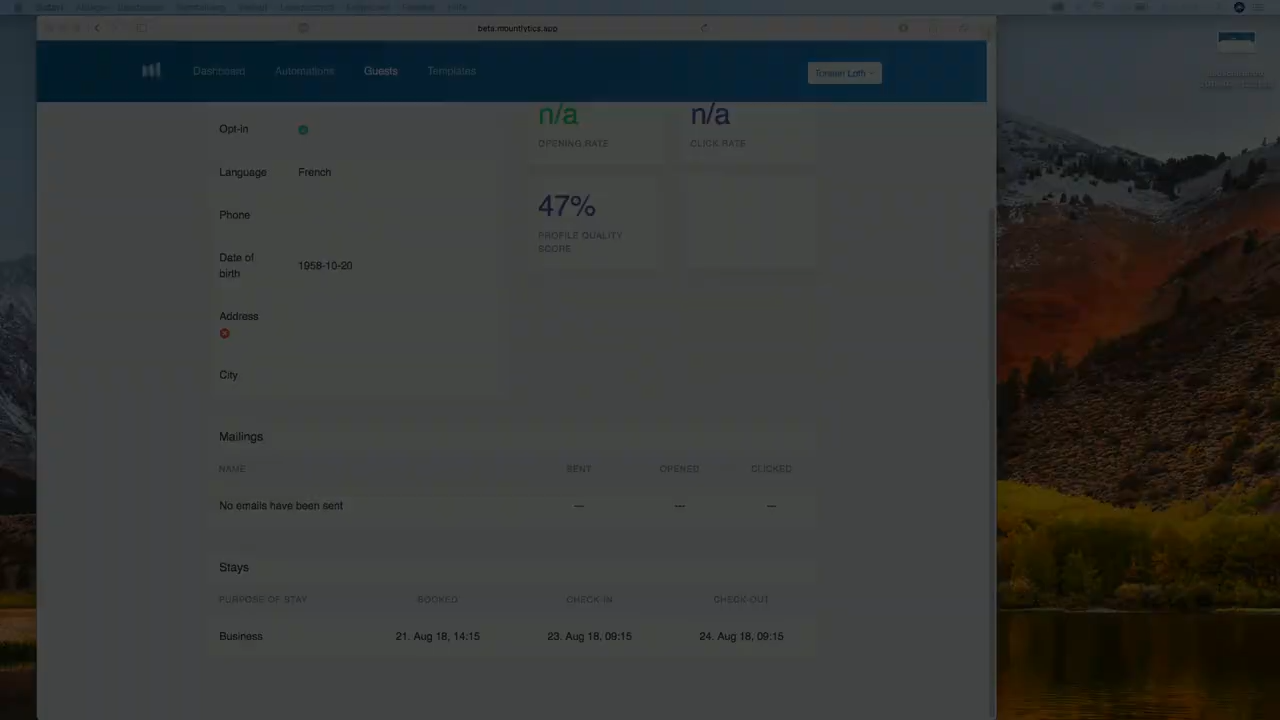 beta.mountlytics.app
Dashboard Automations Guests Templates
Opt-in
n/a n/a
OPENING RATE CLICK RATE
Language French
47%
Phone
PROFILE QUALITY
SCORE
Date of
birth 1958-10-20
Address
City
Mailings
NAME SENT OPENED CLICKED
No emails have been sent — — —
Stays
PURPOSE OF STAY BOOKED CHECK-IN CHECK-OUT
Business 21. Aug 18, 14:15 23. Aug 18, 09:15 24. Aug 18, 09:15